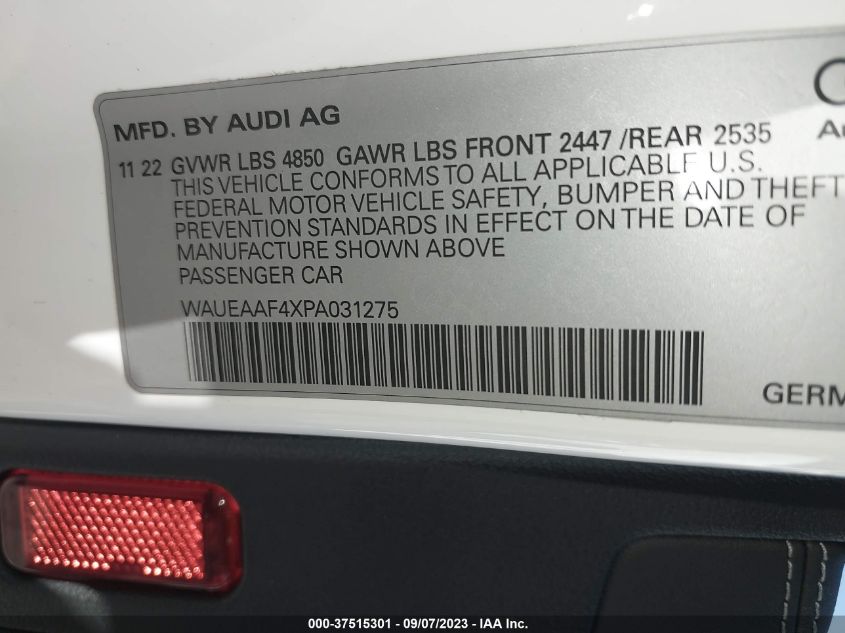 MFD. BY AUDI AG
11 22 GVWR LBS 4850 GAWR LBS FRONT 2447 /REAR 2535
THIS VEHICLE CONFORMS TO ALL APPLICABLE U.S.
FEDERAL MOTOR VEHICLE SAFETY, BUMPER AND THEFT
PREVENTION STANDARDS IN EFFECT ON THE DATE OF
MANUFACTURE SHOWN ABOVE
PASSENGER CAR
WAUEAAF4XPA031275
GERM
000-37515301 - 09/07/2023 - IAA Inc.